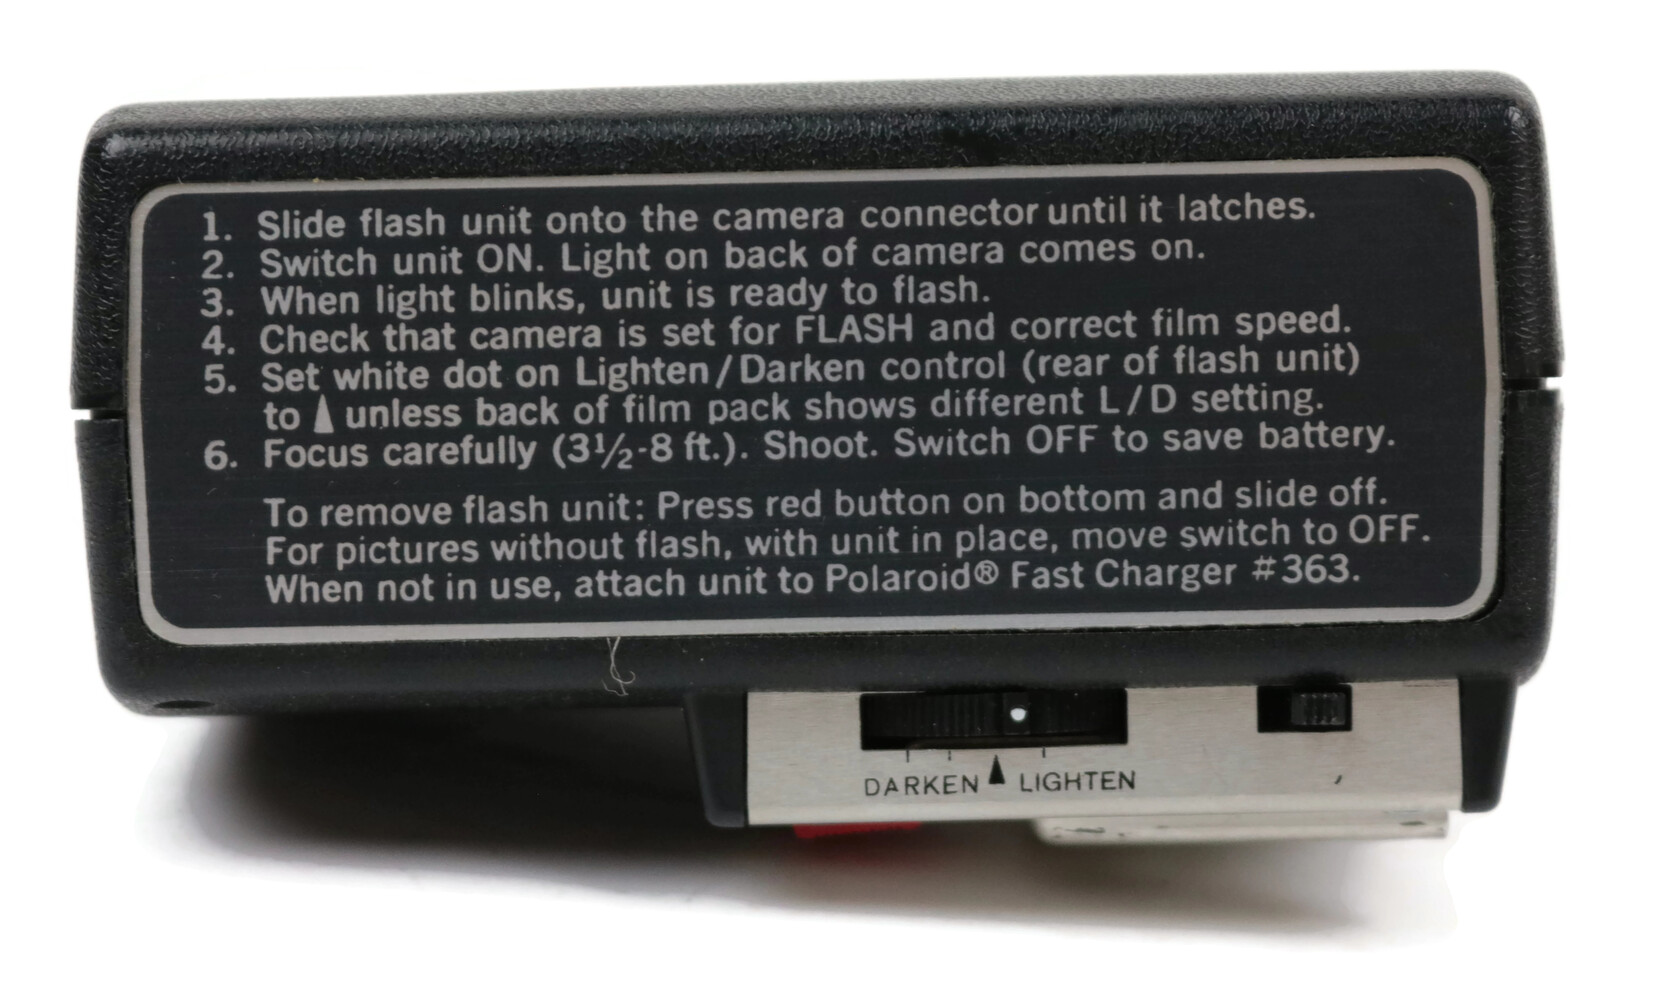 1. Slide flash unit onto the camera connector until it latches.
2. Switch unit ON. Light on back of camera comes on.
3. When light blinks, unit is ready to flash.
4. Check that camera is set for FLASH and correct film speed.
5. Set white dot on Lighten/Darken control (rear of flash unit)
to ▲ unless back of film pack shows different L/D setting.
6. Focus carefully (3½-8 ft.). Shoot. Switch OFF to save battery.
To remove flash unit: Press red button on bottom and slide off.
For pictures without flash, with unit in place, move switch to OFF.
When not in use, attach unit to Polaroid® Fast Charger #363.
DARKEN ▲ LIGHTEN